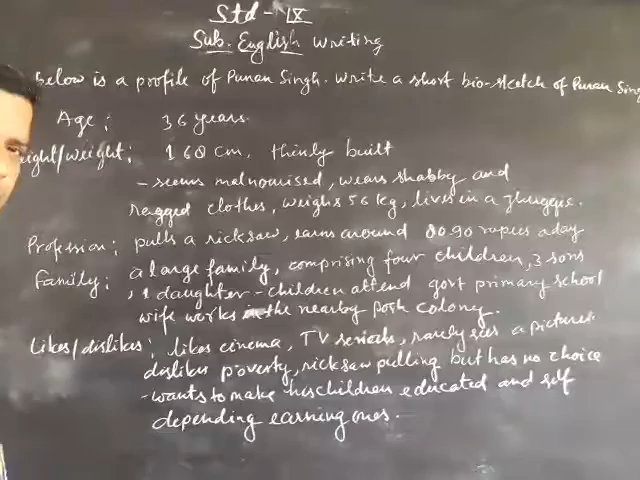 Std - IX
Sub. English Writing
below is a profile of Punan Singh. Write a short bio-sketch of Punan Sing
Age : 36 years.
eight/weight : 160 cm, thinly built
- seems malnourised, wears shabby and
ragged clothes, weighs 56 kg, lives in a
Profession : pulls a ricksaw, earns around 80 90 rupees a day
Family : a large family, comprising four children, 3 sons
, 1 daughter - children attend govt primary school
wife works the nearby posh colony.
Likes/dislikes : likes cinema, TV serials, rarely sees a picture.
dislikes poverty, ricksaw pulling but has no choice
- wants to make his children educated and self
depending earning ones.